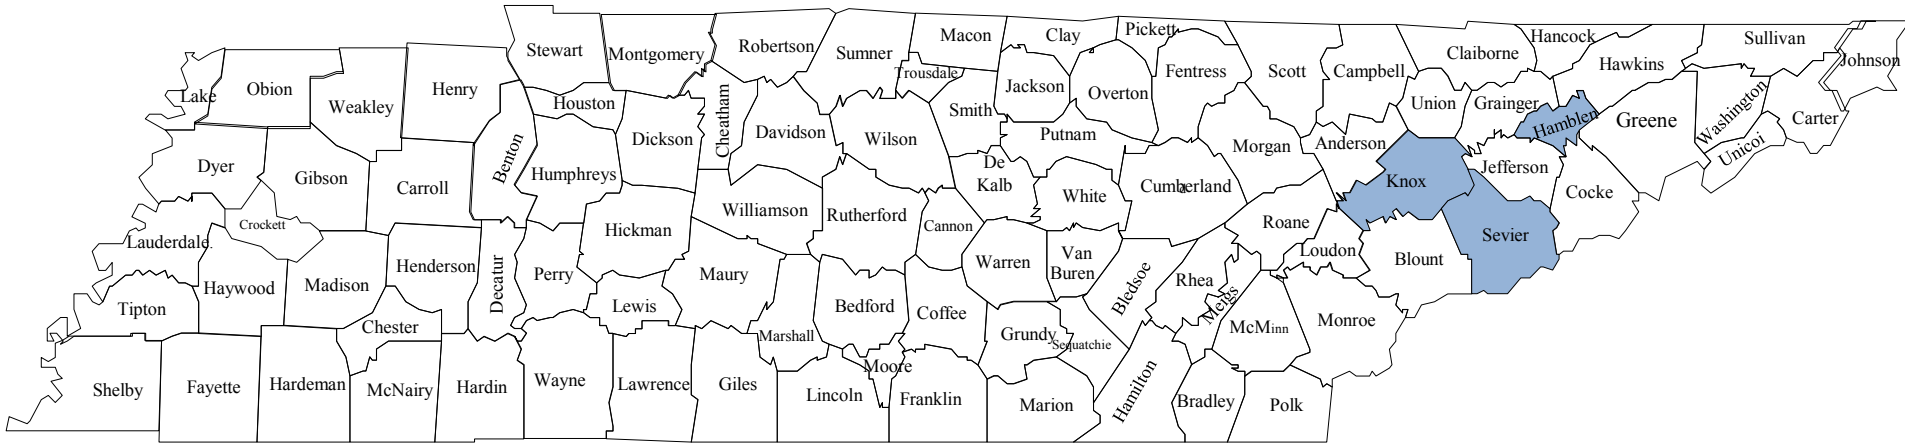 Stewart
Montgomery
Robertson
Sumner
Macon
Clay
Pickett
Hancock
Claiborne
Sullivan
Johnson
Lake
Obion
Weakley
Henry
Houston
Cheatham
Trousdale
Jackson
Overton
Fentress
Scott
Campbell
Hawkins
Union
Grainger
Hamblen
Washington
Carter
Greene
Unicoi
Dyer
Gibson
Carroll
Benton
Humphreys
Dickson
Davidson
Wilson
Smith
Putnam
De
Kalb
White
Cumberland
Morgan
Anderson
Knox
Jefferson
Cocke
Crockett
Lauderdale.
Haywood
Madison
Henderson
Decatur
Perry
Hickman
Williamson
Rutherford
Cannon
Warren
Van
Buren
Bledsoe
Rhea
Meigs
Roane
Loudon
Blount
Sevier
Tipton
Chester
Lewis
Maury
Marshall
Bedford
Coffee
Grundy
Sequatchie
McMinn
Monroe
Shelby
Fayette
Hardeman
McNairy
Hardin
Wayne
Lawrence
Giles
Lincoln
Moore
Franklin
Marion
Hamilton
Bradley
Polk